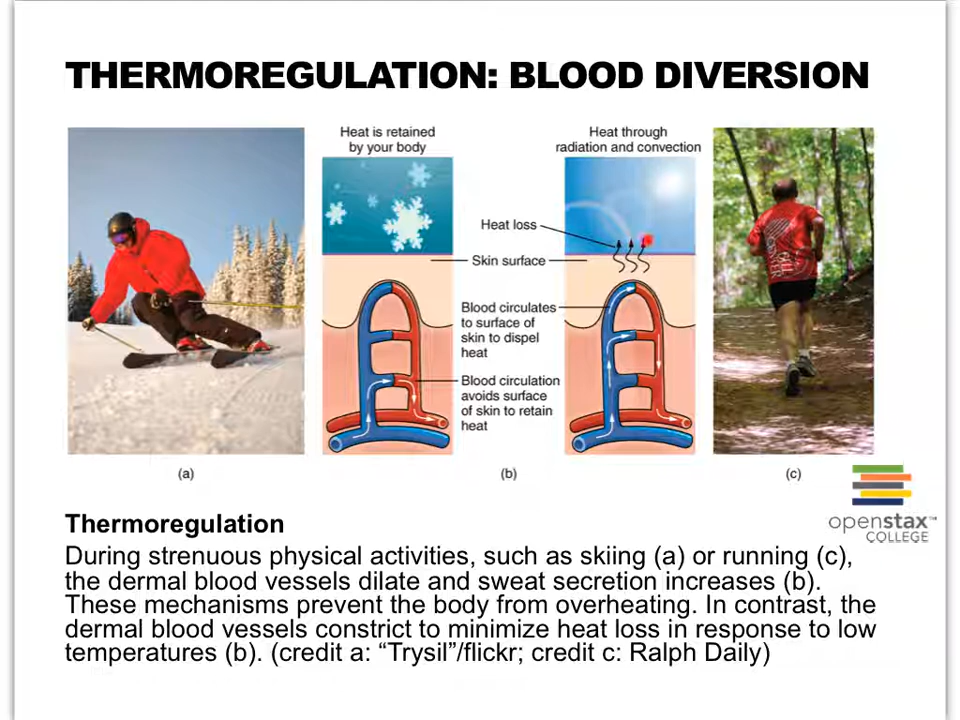 THERMOREGULATION: BLOOD DIVERSION
Heat is retained
by your body
Heat through
radiation and convection
Heat loss
Skin surface
Blood circulates
to surface of
skin to dispel
heat
Blood circulation
avoids surface
of skin to retain
heat
(a)
(b)
(c)
openstax™
COLLEGE
Thermoregulation
During strenuous physical activities, such as skiing (a) or running (c),
the dermal blood vessels dilate and sweat secretion increases (b).
These mechanisms prevent the body from overheating. In contrast, the
dermal blood vessels constrict to minimize heat loss in response to low
temperatures (b). (credit a: “Trysil”/flickr; credit c: Ralph Daily)